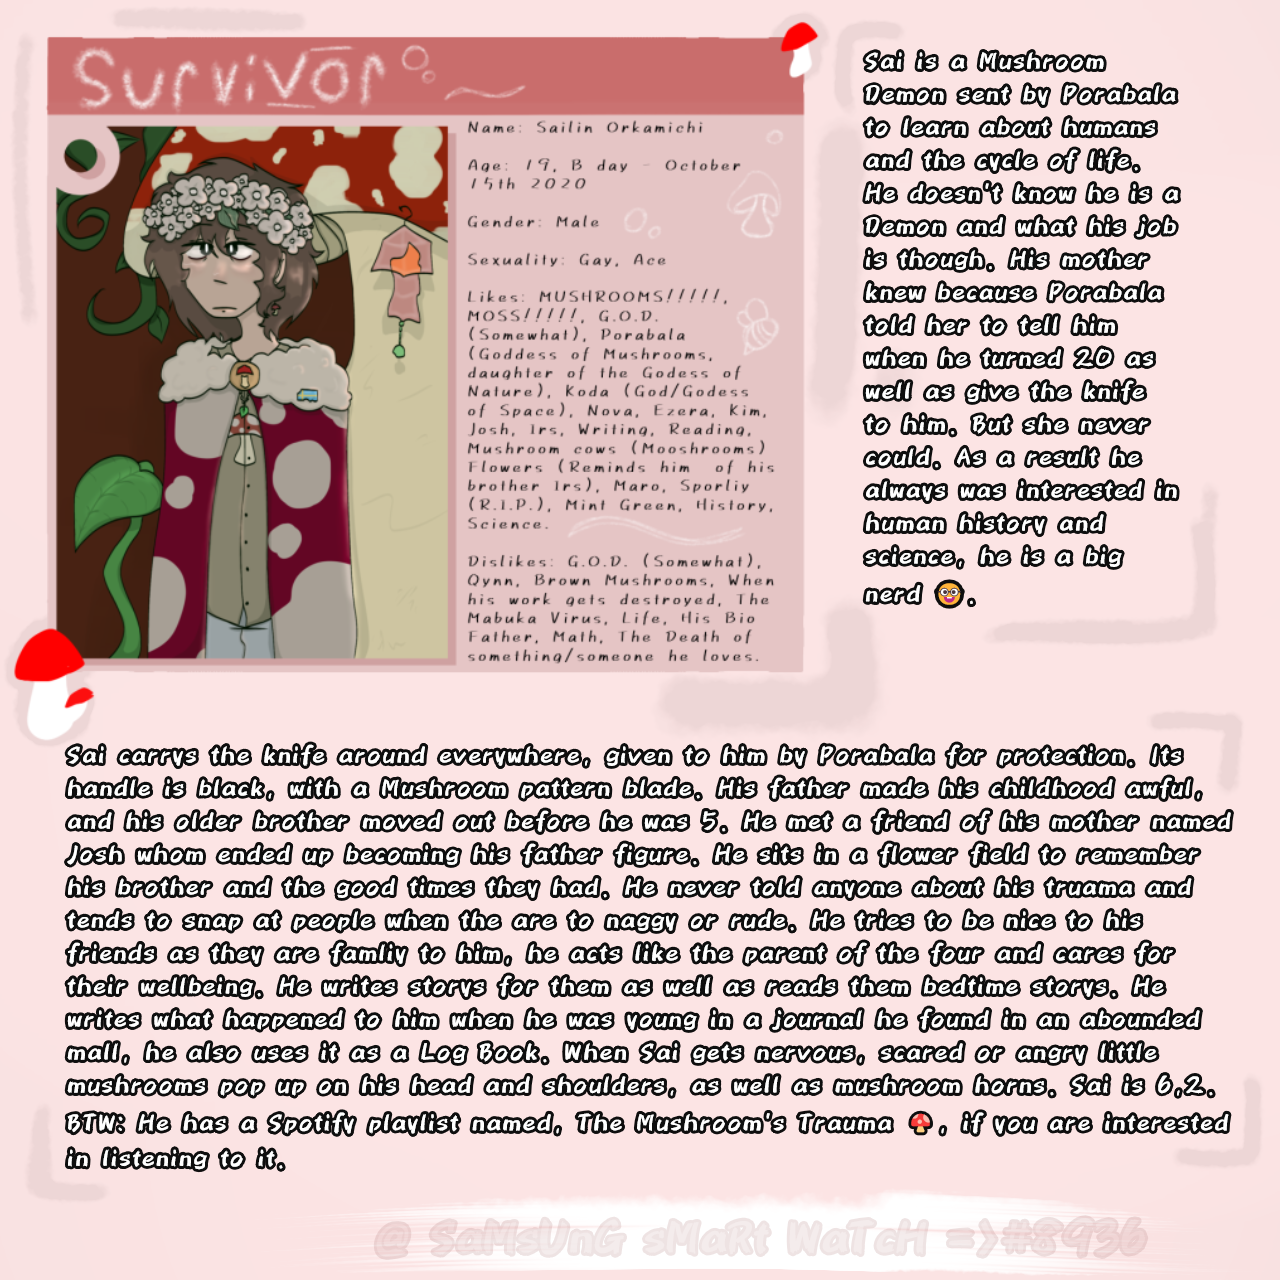 Survivor
Name: Sailin Orkamichi
Age: 19, B day - October
15th 2020
Gender: Male
Sexuality: Gay, Ace
Likes: MUSHROOMS!!!!!,
MOSS!!!!!, G.O.D.
(Somewhat), Porabala
(Goddess of Mushrooms,
daughter of the Godess of
Nature), Koda (God/Godess
of Space), Nova, Ezera, Kim,
Josh, Irs, Writing, Reading,
Mushroom cows (Mooshrooms)
Flowers (Reminds him of his
brother Irs), Maro, Sporliy
(R.I.P.), Mint Green, History,
Science.
Dislikes: G.O.D. (Somewhat),
Qynn, Brown Mushrooms, When
his work gets destroyed, The
Mabuka Virus, Life, His Bio
Father, Math, The Death of
something/someone he loves.
Sai is a Mushroom
Demon sent by Porabala
to learn about humans
and the cycle of life.
He doesn't know he is a
Demon and what his job
is though. His mother
knew because Porabala
told her to tell him
when he turned 20 as
well as give the knife
to him. But she never
could. As a result he
always was interested in
human history and
science, he is a big
nerd 🤓.
Sai carrys the knife around everywhere, given to him by Porabala for protection. Its
handle is black, with a Mushroom pattern blade. His father made his childhood awful,
and his older brother moved out before he was 5. He met a friend of his mother named
Josh whom ended up becoming his father figure. He sits in a flower field to remember
his brother and the good times they had. He never told anyone about his truama and
tends to snap at people when the are to naggy or rude. He tries to be nice to his
friends as they are famliy to him, he acts like the parent of the four and cares for
their wellbeing. He writes storys for them as well as reads them bedtime storys. He
writes what happened to him when he was young in a journal he found in an abounded
mall, he also uses it as a Log Book. When Sai gets nervous, scared or angry little
mushrooms pop up on his head and shoulders, as well as mushroom horns. Sai is 6,2.
BTW: He has a Spotify playlist named, The Mushroom's Trauma 🍄, if you are interested
in listening to it.
@ SaMsUnG sMaRt WaTcH =>#8936